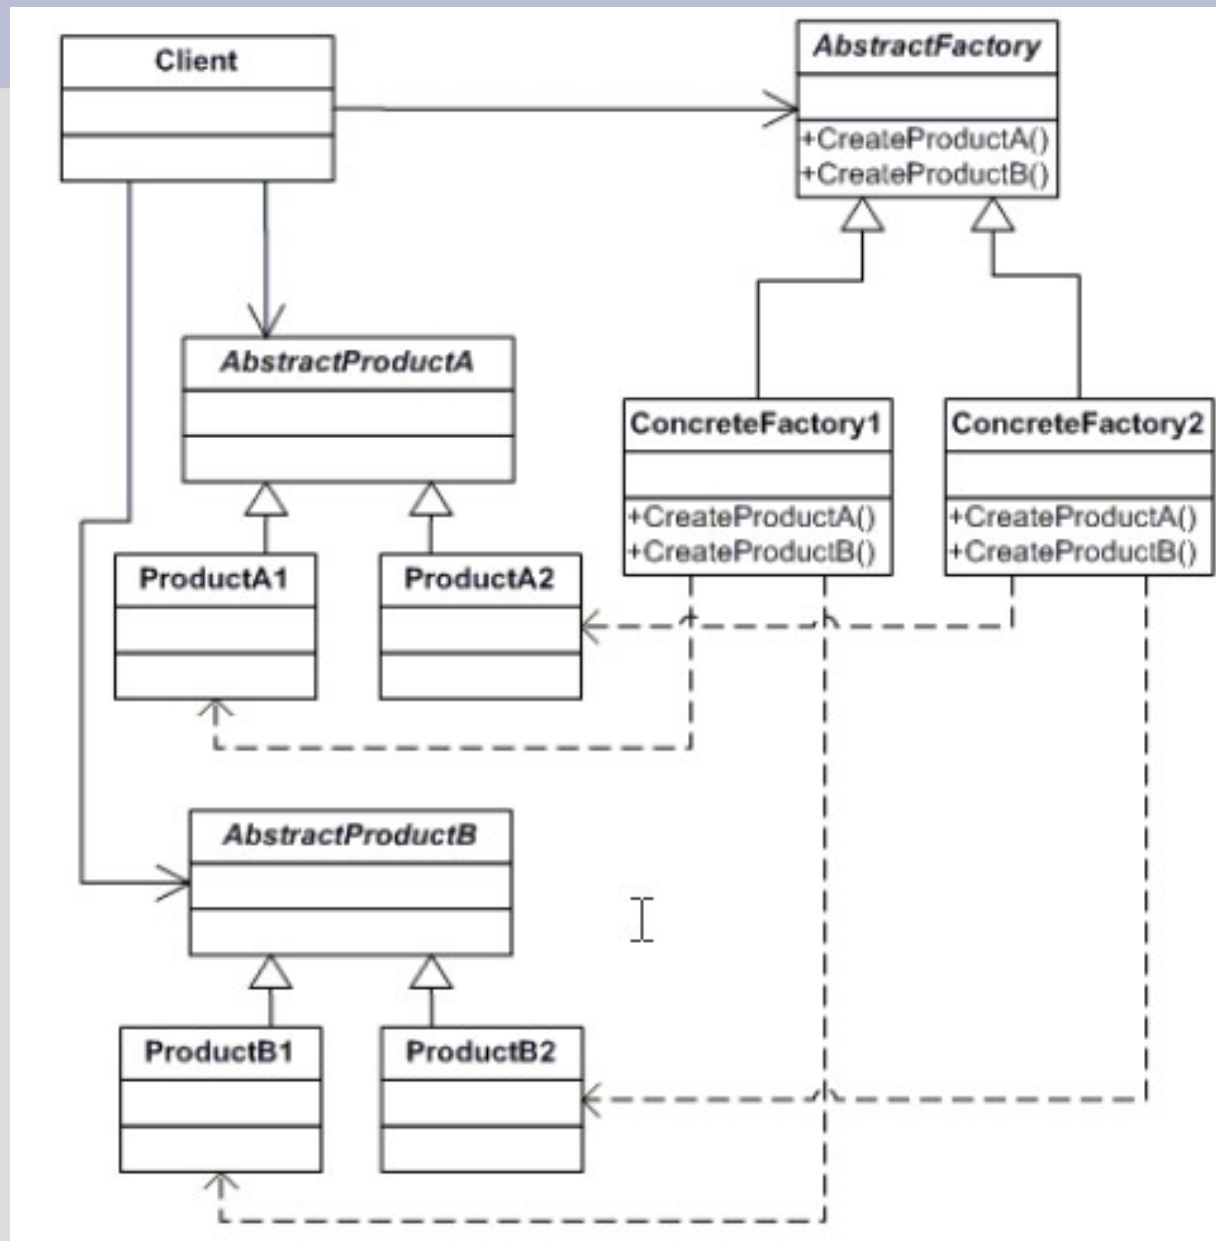 Client
AbstractFactory
+CreateProductA()
+CreateProductB()
AbstractProductA
ConcreteFactory1
+CreateProductA()
+CreateProductB()
ConcreteFactory2
+CreateProductA()
+CreateProductB()
ProductA1
ProductA2
AbstractProductB
ProductB1
ProductB2